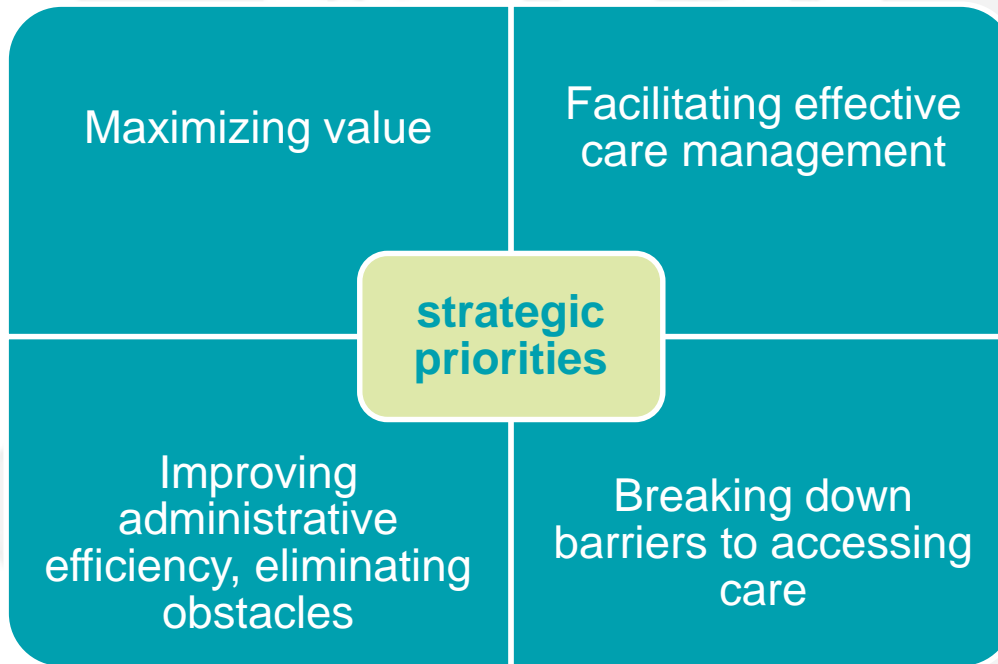 Maximizing value
Facilitating effective
care management
strategic
priorities
Improving
administrative
efficiency, eliminating
obstacles
Breaking down
barriers to accessing
care